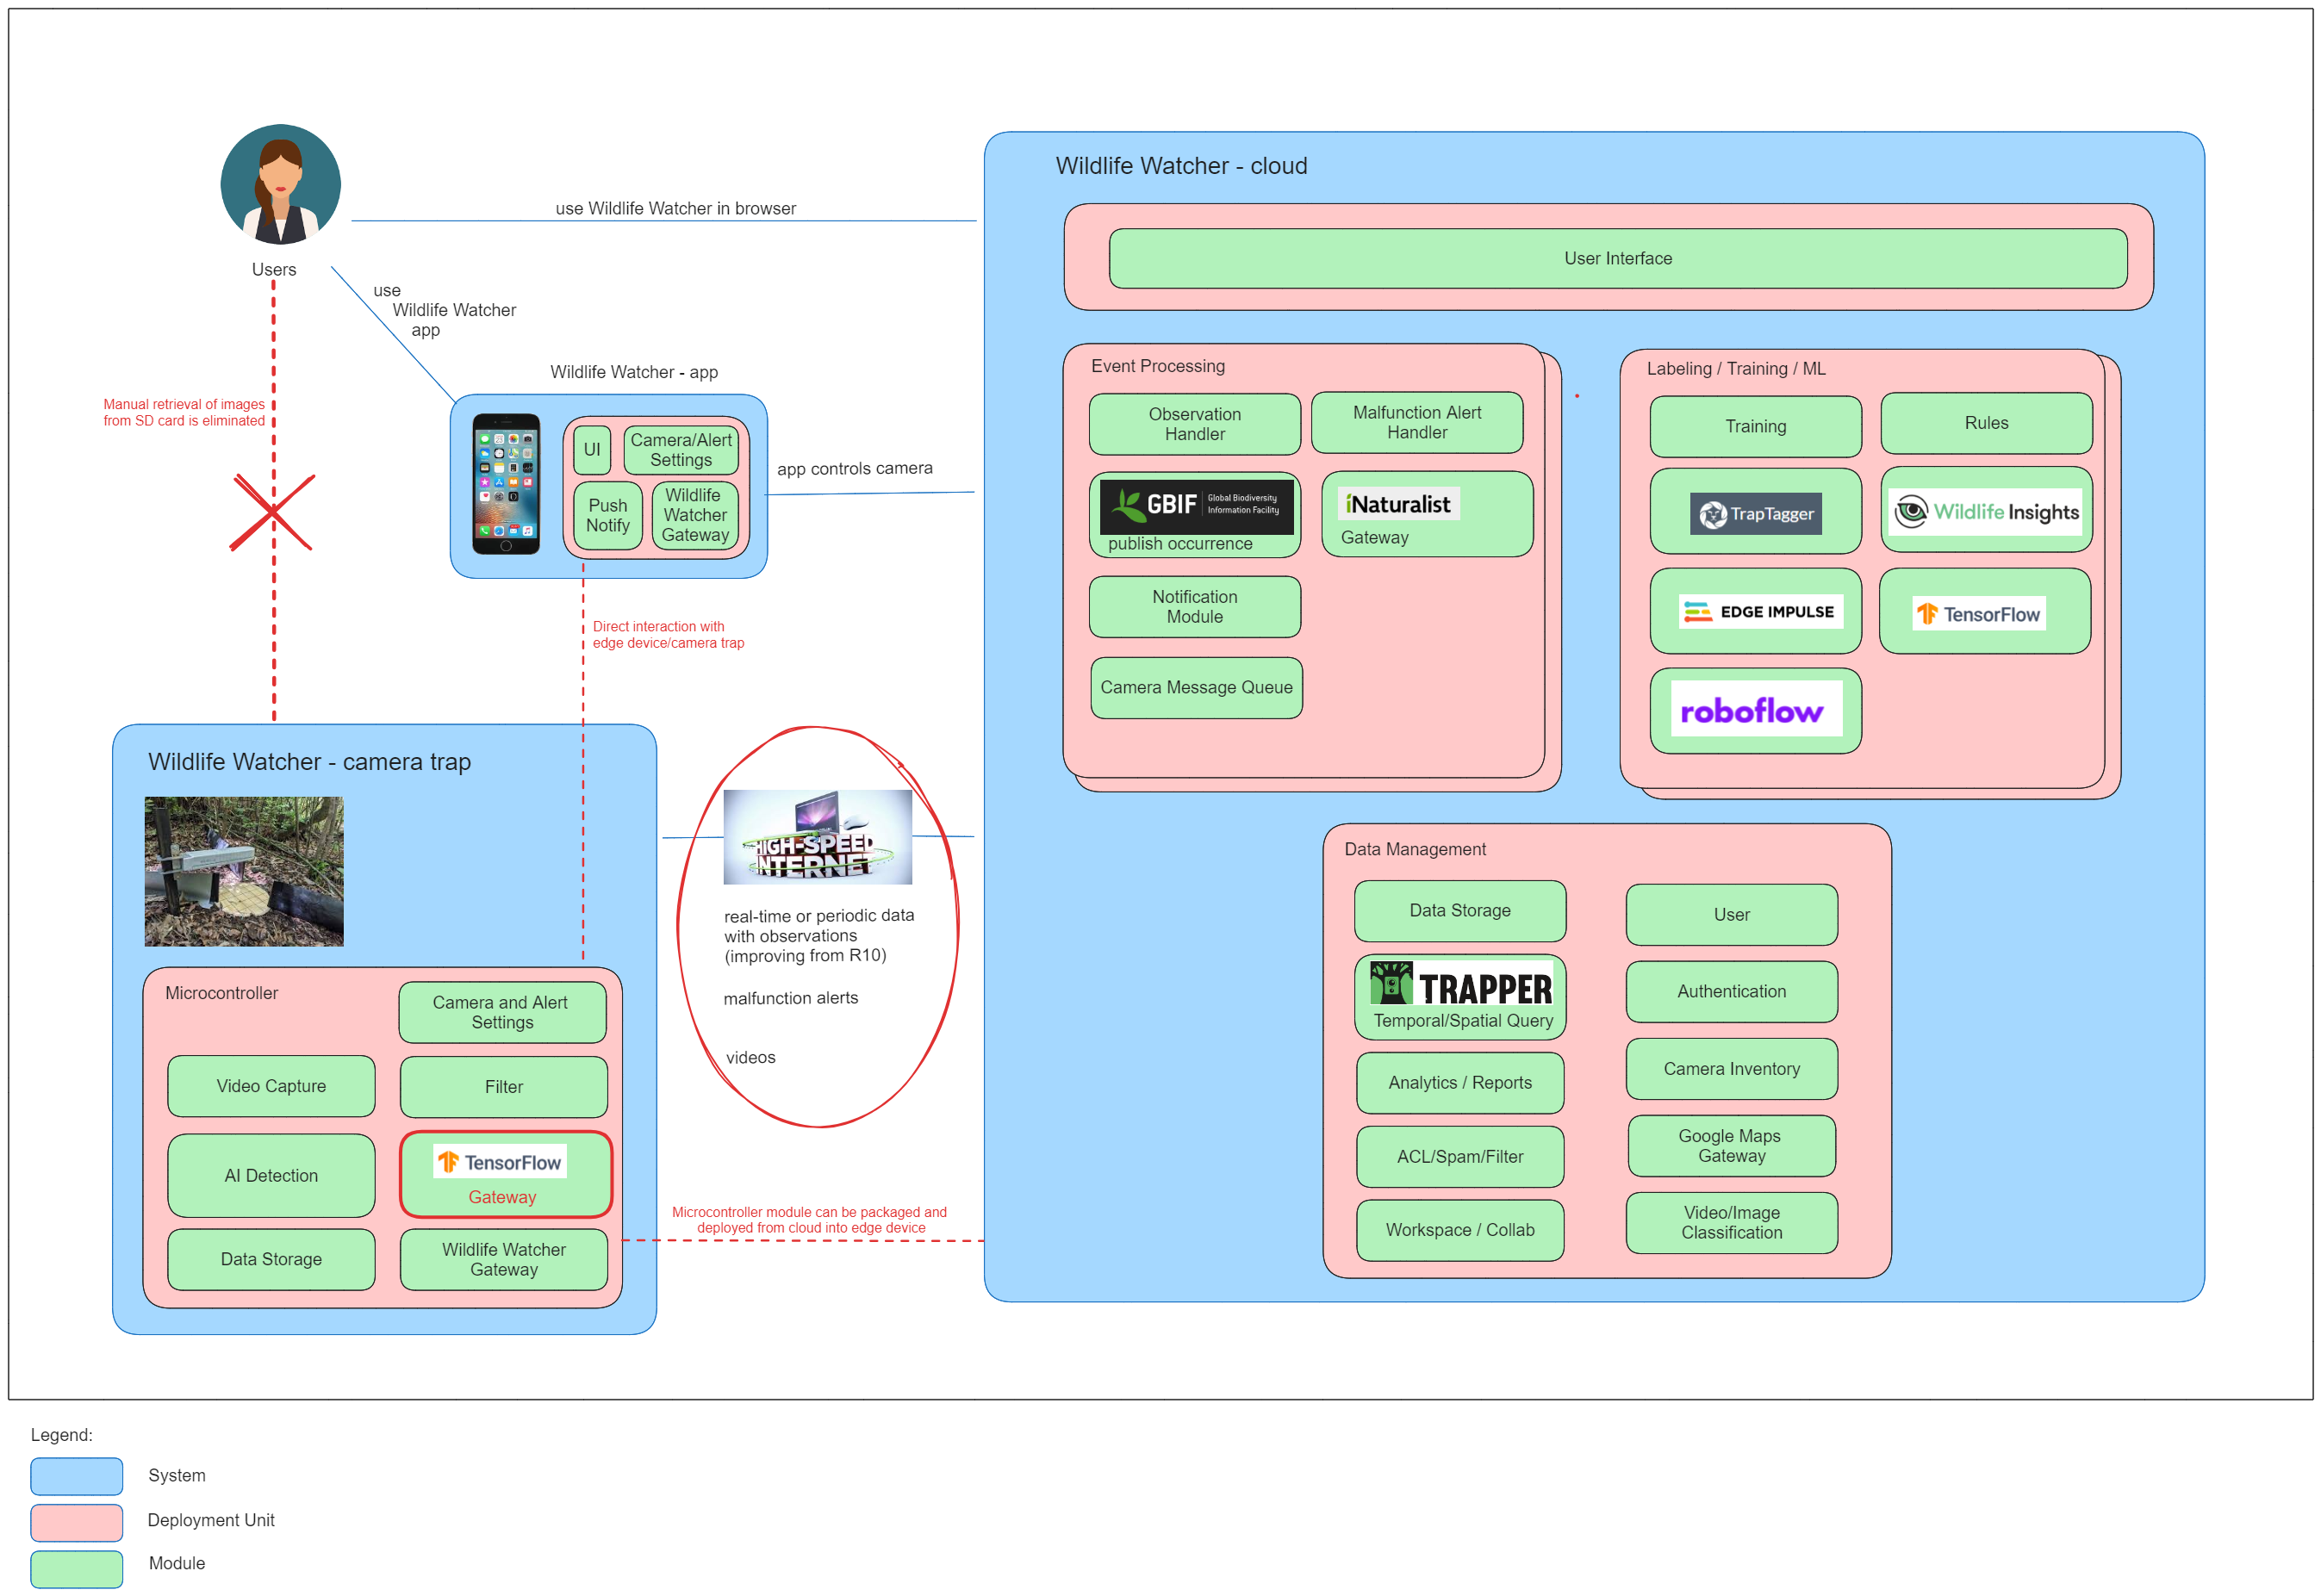 Users
use Wildlife Watcher in browser
use
Wildlife Watcher
app
Manual retrieval of images
from SD card is eliminated
Wildlife Watcher - app
UI
Camera/Alert
Settings
Push
Notify
Wildlife
Watcher
Gateway
app controls camera
Direct interaction with
edge device/camera trap
Wildlife Watcher - camera trap
Microcontroller
Camera and Alert
Settings
Video Capture
Filter
AI Detection
TensorFlow
Gateway
Data Storage
Wildlife Watcher
Gateway
HIGH-SPEED
INTERNET
real-time or periodic data
with observations
(improving from R10)
malfunction alerts
videos
Microcontroller module can be packaged and
deployed from cloud into edge device
Wildlife Watcher - cloud
User Interface
Event Processing
Observation
Handler
Malfunction Alert
Handler
GBIF
Global Biodiversity
Information Facility
publish occurrence
iNaturalist
Gateway
Notification
Module
Camera Message Queue
Labeling / Training / ML
Training
Rules
TrapTagger
Wildlife Insights
EDGE IMPULSE
TensorFlow
roboflow
Data Management
Data Storage
User
TRAPPER
Temporal/Spatial Query
Authentication
Analytics / Reports
Camera Inventory
ACL/Spam/Filter
Google Maps
Gateway
Workspace / Collab
Video/Image
Classification
Legend:
System
Deployment Unit
Module